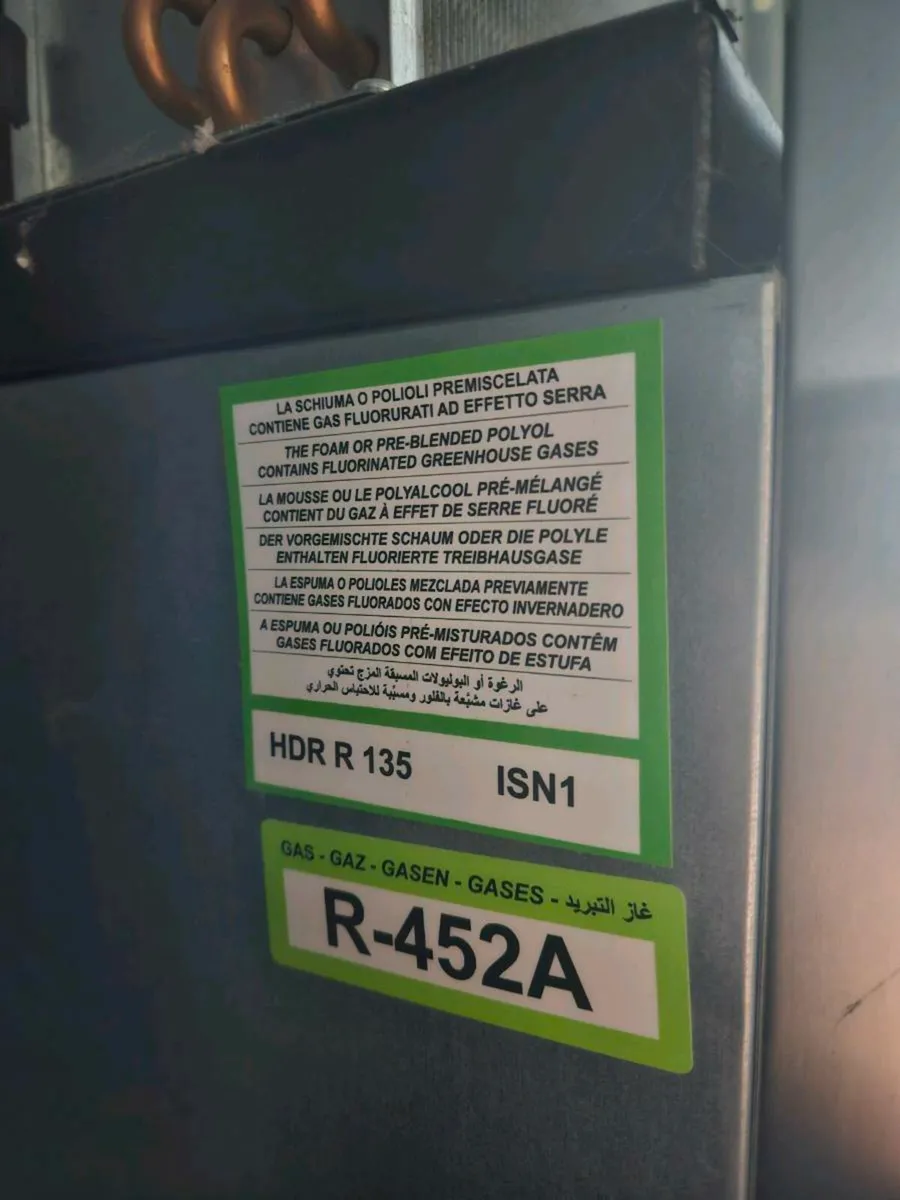 LA SCHIUMA O POLIOLI PREMISCELATA
CONTIENE GAS FLUORURATI AD EFFETTO SERRA
THE FOAM OR PRE-BLENDED POLYOL
CONTAINS FLUORINATED GREENHOUSE GASES
LA MOUSSE OU LE POLYALCOOL PRÉ-MÉLANGÉ
CONTIENT DU GAZ À EFFET DE SERRE FLUORÉ
DER VORGEMISCHTE SCHAUM ODER DIE POLYLE
ENTHALTEN FLUORIERTE TREIBHAUSGASE
LA ESPUMA O POLIOLES MEZCLADA PREVIAMENTE
CONTIENE GASES FLUORADOS CON EFECTO INVERNADERO
A ESPUMA OU POLIÓIS PRÉ-MISTURADOS CONTÊM
GASES FLUORADOS COM EFEITO DE ESTUFA
الرغوة أو البوليولات المسبقة المزج تحتوي
على غازات مشبَّعة بالفلور ومسبِّبة للاحتباس الحراري
HDR R 135 ISN1
GAS - GAZ - GASEN - GASES - غاز التبريد
R-452A